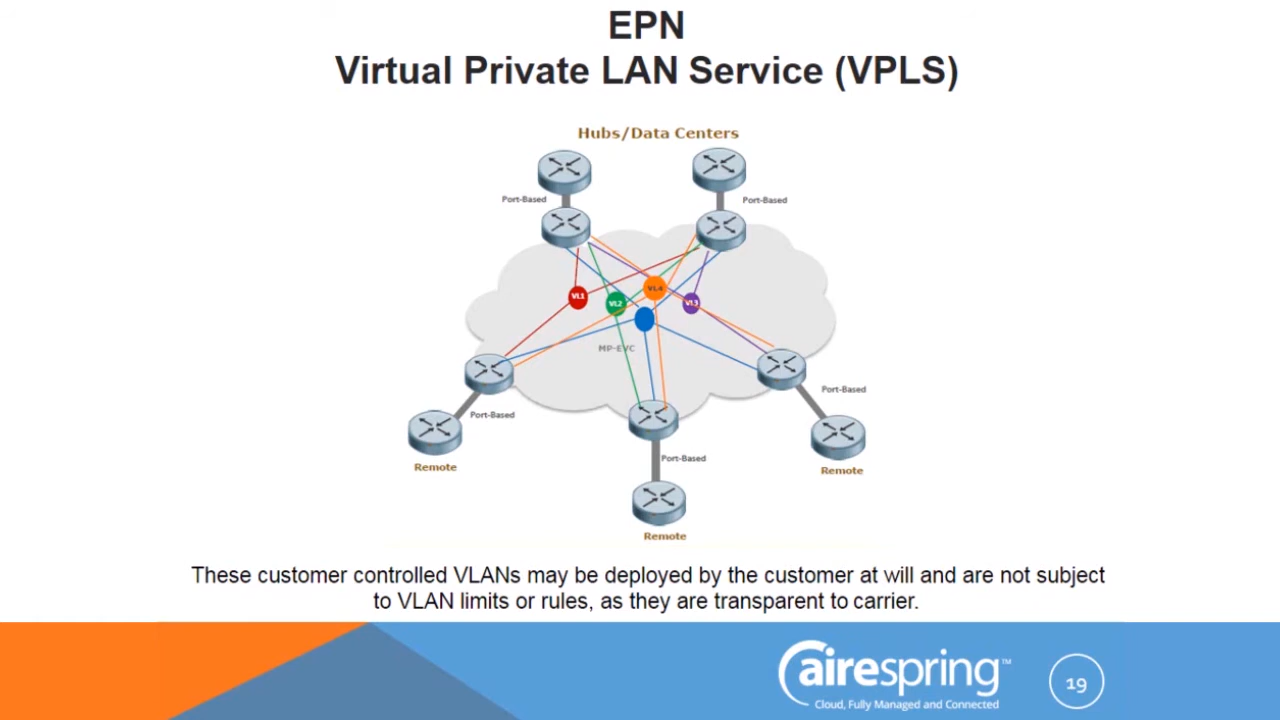 EPN
Virtual Private LAN Service (VPLS)
Hubs/Data Centers
Port-Based
Port-Based
VL1
VL2
VL4
VL3
MP-EVC
Port-Based
Port-Based
Port-Based
Remote
Remote
Remote
These customer controlled VLANs may be deployed by the customer at will and are not subject
to VLAN limits or rules, as they are transparent to carrier.
airespring™
Cloud, Fully Managed and Connected
19